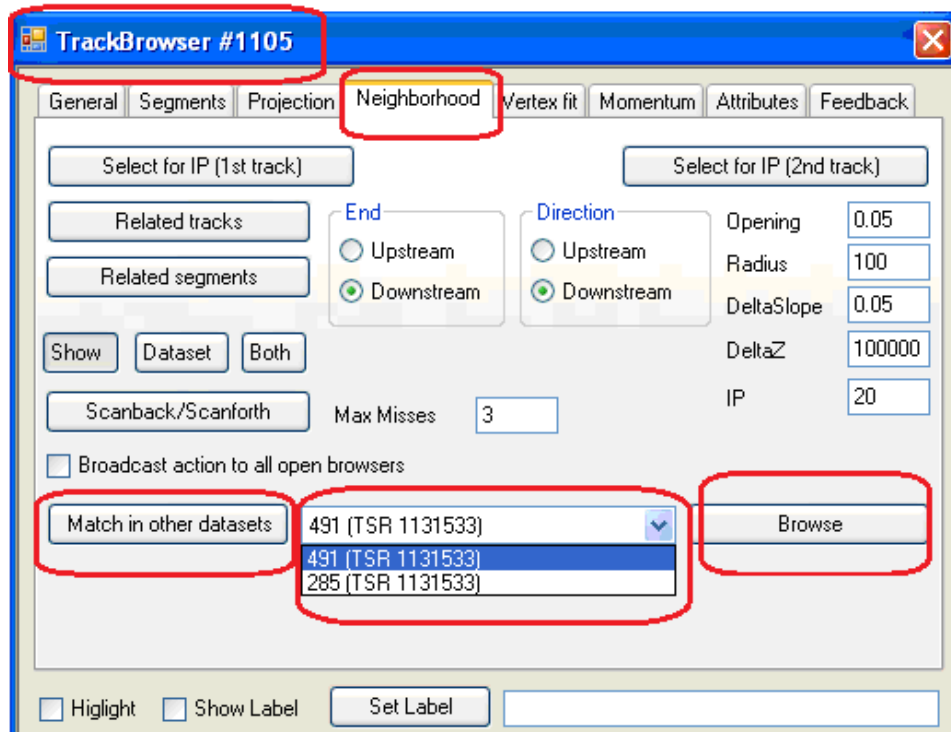 TrackBrowser #1105
General Segments Projection Neighborhood Vertex fit Momentum Attributes Feedback
Select for IP (1st track) Select for IP (2nd track)
Related tracks
Related segments
End
Upstream
Downstream
Direction
Upstream
Downstream
Opening 0.05
Radius 100
DeltaSlope 0.05
DeltaZ 100000
IP 20
Show Dataset Both
Scanback/Scanforth Max Misses 3
Broadcast action to all open browsers
Match in other datasets 491 (TSR 1131533) Browse
491 (TSR 1131533)
285 (TSR 1131533)
Higlight Show Label Set Label